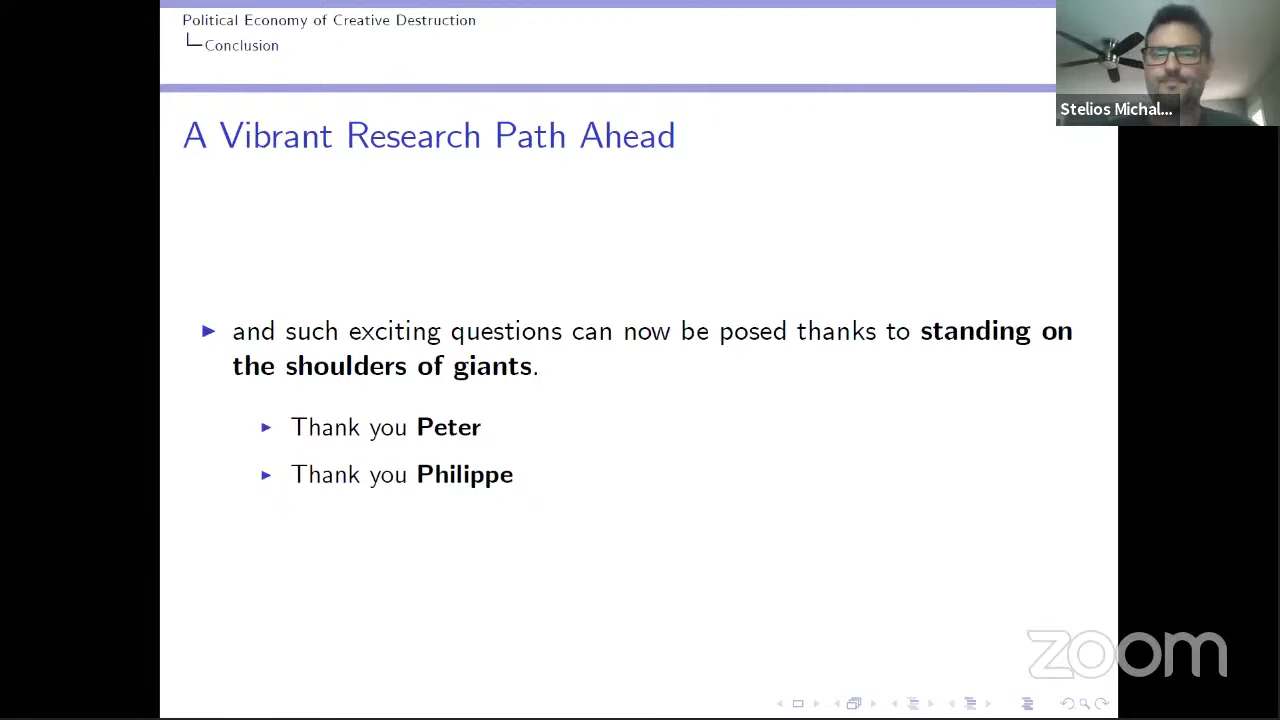 Political Economy of Creative Destruction
Conclusion
Stelios Michal...
A Vibrant Research Path Ahead
and such exciting questions can now be posed thanks to standing on
the shoulders of giants.
Thank you Peter
Thank you Philippe
zoom